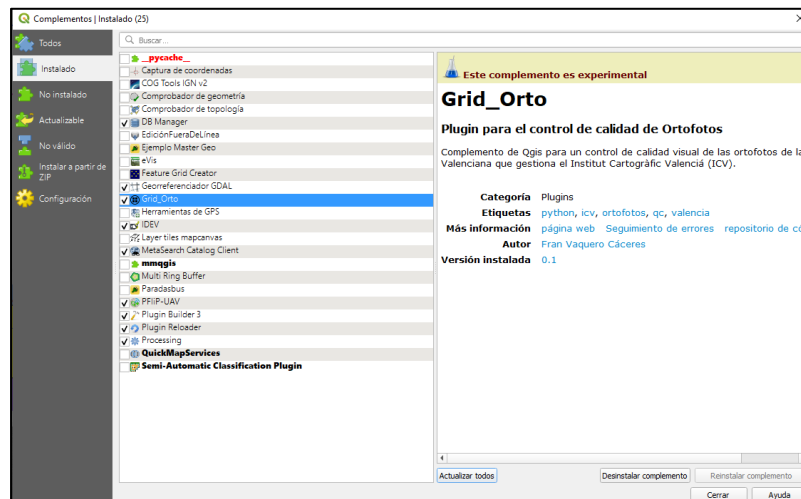 Complementos | Instalado (25)
Todos
Instalado
No instalado
Actualizable
No válido
Instalar a partir de
ZIP
Configuración
Buscar...
__pycache__
Captura de coordenadas
COG Tools IGN v2
Comprobador de geometría
Comprobador de topología
DB Manager
EdiciónFueraDeLínea
Ejemplo Master Geo
eVis
Feature Grid Creator
Georreferenciador GDAL
Grid_Orto
Herramientas de GPS
IDEV
Layer tiles mapcanvas
MetaSearch Catalog Client
mmqgis
Multi Ring Buffer
Paradasbus
PFliP-UAV
Plugin Builder 3
Plugin Reloader
Processing
QuickMapServices
Semi-Automatic Classification Plugin
Este complemento es experimental
Grid_Orto
Plugin para el control de calidad de Ortofotos
Complemento de Qgis para un control de calidad visual de las ortofotos de la
Valenciana que gestiona el Institut Cartogràfic Valenciá (ICV).
Categoría Plugins
Etiquetas python, icv, ortofotos, qc, valencia
Más información página web Seguimiento de errores repositorio de có
Autor Fran Vaquero Cáceres
Versión instalada 0.1
Actualizar todos Desinstalar complemento Reinstalar complemento
Cerrar Ayuda